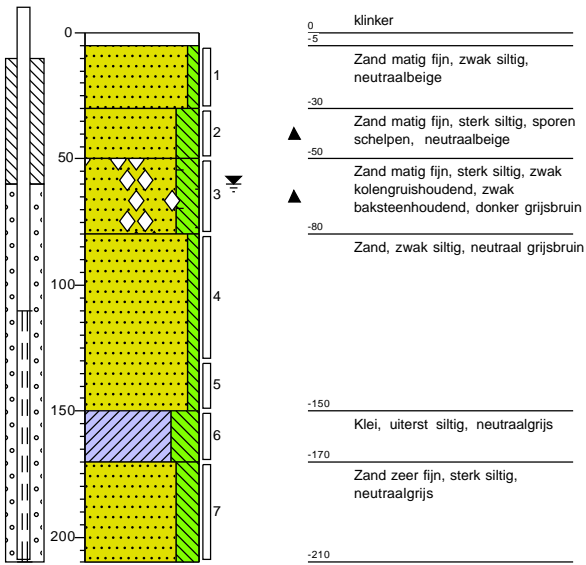 0
klinker
0
-5
Zand matig fijn, zwak siltig,
neutraalbeige
1
-30
Zand matig fijn, sterk siltig, sporen
schelpen, neutraalbeige
2
50
-50
Zand matig fijn, sterk siltig, zwak
kolengruishoudend, zwak
baksteenhoudend, donker grijsbruin
3
-80
Zand, zwak siltig, neutraal grijsbruin
100
4
5
150
-150
Klei, uiterst siltig, neutraalgrijs
6
-170
Zand zeer fijn, sterk siltig,
neutraalgrijs
7
200
-210